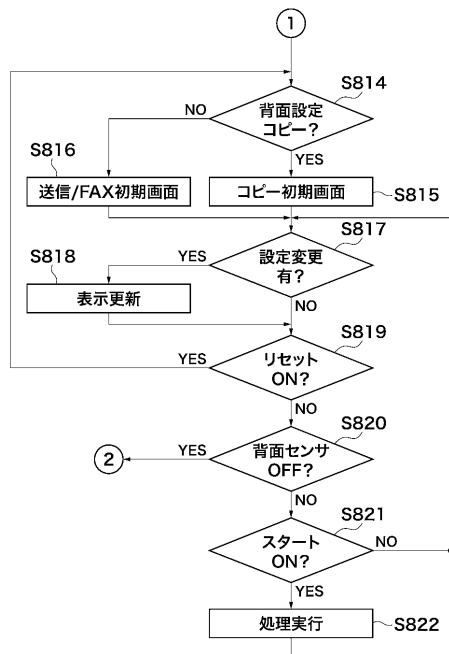 1
S814
背面設定
コピー?
NO
YES
S816
送信/FAX初期画面
コピー初期画面
S815
S817
設定変更
有?
YES
NO
S818
表示更新
S819
リセット
ON?
YES
NO
S820
背面センサ
OFF?
YES
2
NO
S821
スタート
ON?
NO
YES
処理実行
S822